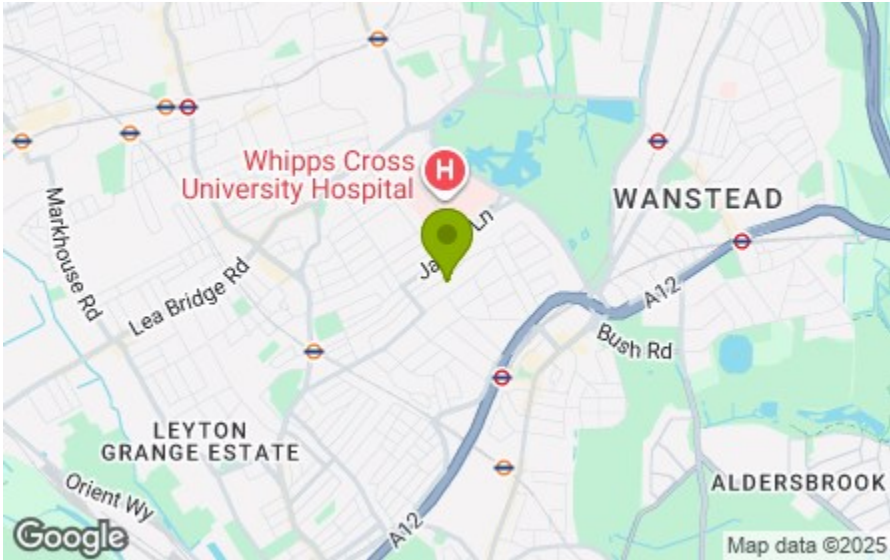 Whipps Cross
University Hospital
H
WANSTEAD
Markhouse Rd
Lea Bridge Rd
Ln
A12
Bush Rd
LEYTON
GRANGE ESTATE
Orient Wy
A12
ALDERSBROOK
Google
Map data ©2025